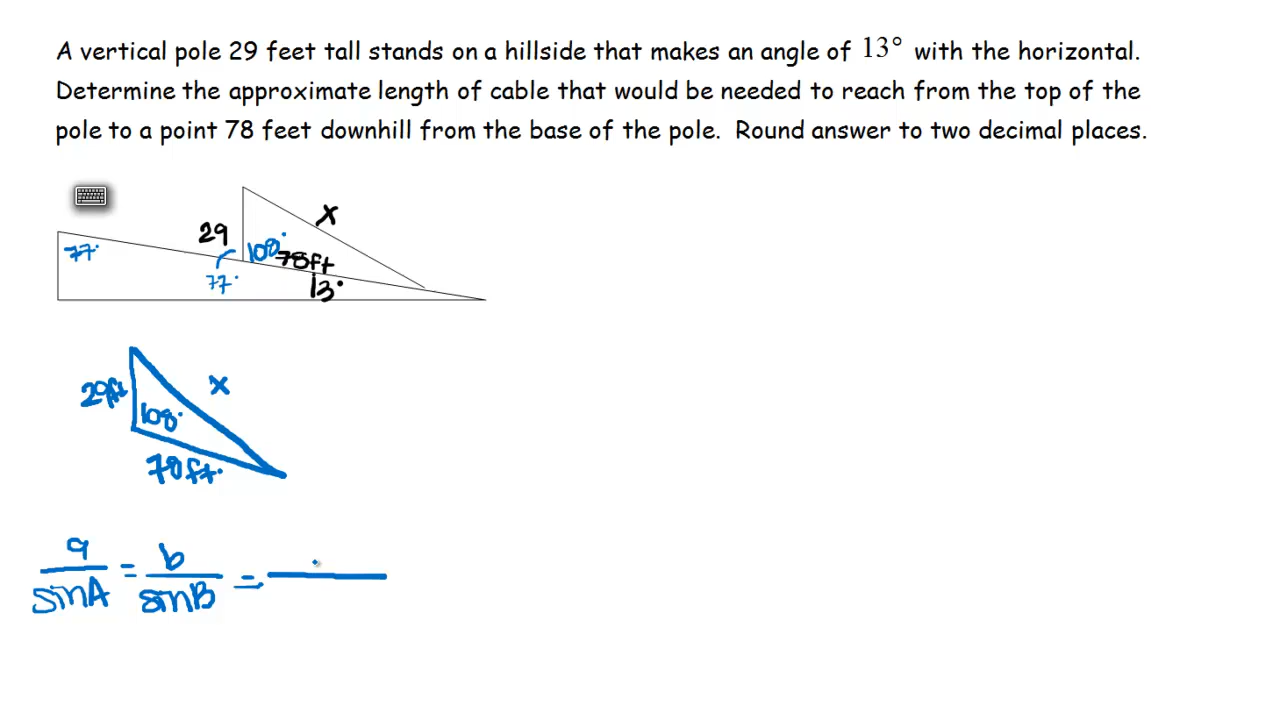 A vertical pole 29 feet tall stands on a hillside that makes an angle of 13° with the horizontal.
Determine the approximate length of cable that would be needed to reach from the top of the
pole to a point 78 feet downhill from the base of the pole. Round answer to two decimal places.
x
29
77°
108°
78ft
77°
13°
29ft
x
108°
78ft.
a/sinA = b/sinB =